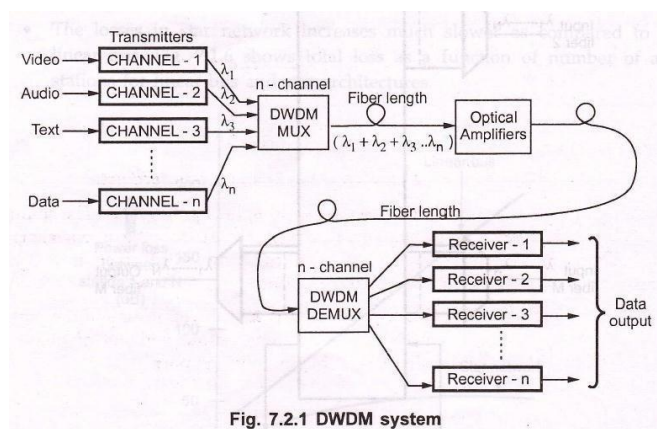 Transmitters
Video
CHANNEL - 1
λ1
Audio
CHANNEL - 2
λ2
Text
CHANNEL - 3
λ3
Data
CHANNEL - n
λn
n - channel
DWDM
MUX
Fiber length
(λ1 + λ2 + λ3 ..λn)
Optical
Amplifiers
Fiber length
n - channel
DWDM
DEMUX
Receiver - 1
Receiver - 2
Receiver - 3
Receiver - n
Data
output
Fig. 7.2.1 DWDM system